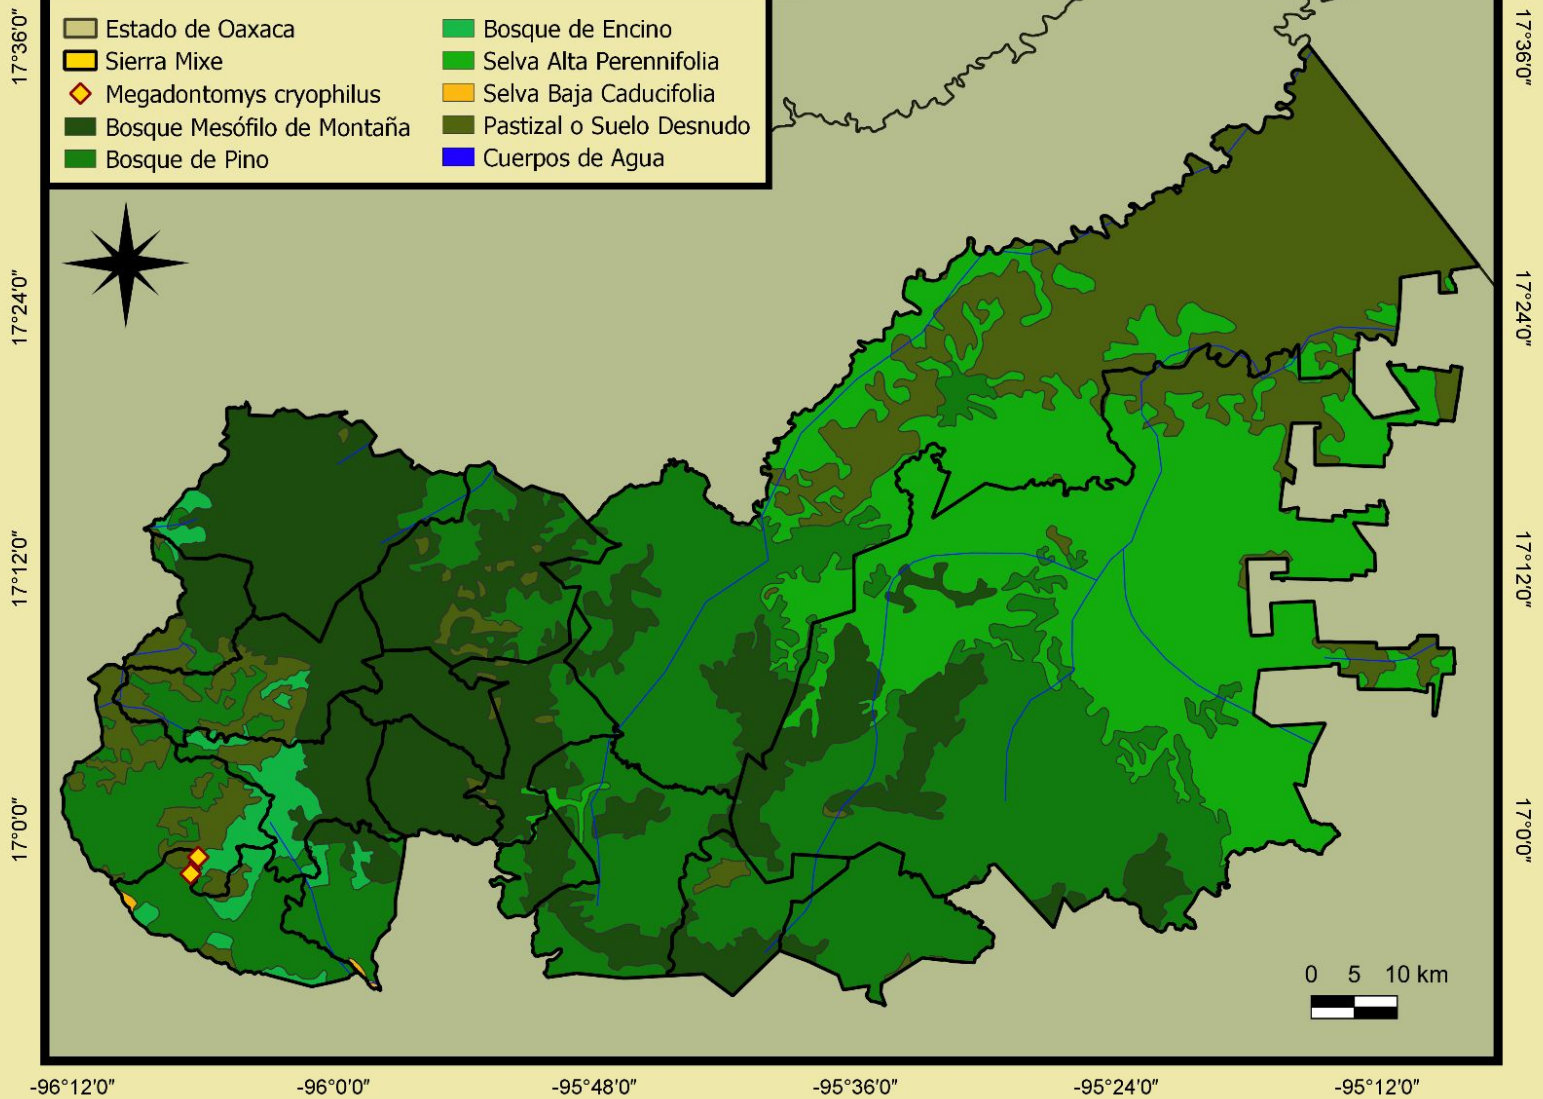 Estado de Oaxaca
Sierra Mixe
Megadontomys cryophilus
Bosque Mesófilo de Montaña
Bosque de Pino
Bosque de Encino
Selva Alta Perennifolia
Selva Baja Caducifolia
Pastizal o Suelo Desnudo
Cuerpos de Agua
17°36'0"
17°24'0"
17°12'0"
17°0'0"
17°36'0"
17°24'0"
17°12'0"
17°0'0"
0 5 10 km
-96°12'0" -96°0'0" -95°48'0" -95°36'0" -95°24'0" -95°12'0"